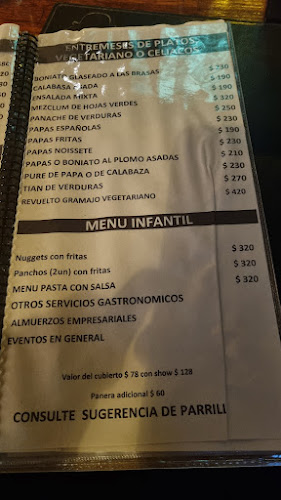 ENTREMESES DE PLATOS
VEGETARIANO O CELIACO
BONIATO GLASEADO A LAS BRASAS $ 230
CALABASA ASADA $ 190
ENSALADA MIXTA $ 190
MEZCLUM DE HOJAS VERDES $ 320
PANACHE DE VERDURAS $ 250
PAPAS ESPAÑOLAS $ 230
PAPAS FRITAS $ 190
PAPAS NOISSETE $ 230
PAPAS O BONIATO AL PLOMO ASADAS $ 210
PURE DE PAPA O DE CALABAZA $ 230
TIAN DE VERDURAS $ 270
REVUELTO GRAMAJO VEGETARIANO $ 420
MENU INFANTIL
Nuggets con fritas $ 320
Panchos (2un) con fritas $ 320
MENU PASTA CON SALSA $ 320
OTROS SERVICIOS GASTRONOMICOS
ALMUERZOS EMPRESARIALES
EVENTOS EN GENERAL
Valor del cubierto $ 78 con show $ 128
Panera adicional $ 60
CONSULTE SUGERENCIA DE PARRILL